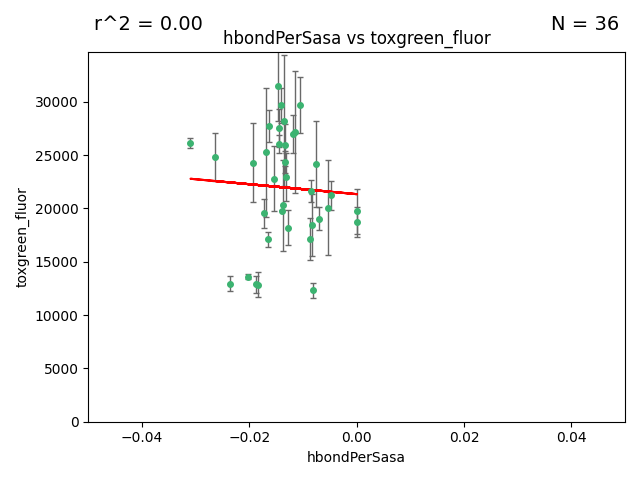 r^2 = 0.00
N = 36
hbondPerSasa vs toxgreen_fluor
30000
25000
20000
15000
10000
5000
0
toxgreen_fluor
−0.04
−0.02
0.00
0.02
0.04
hbondPerSasa